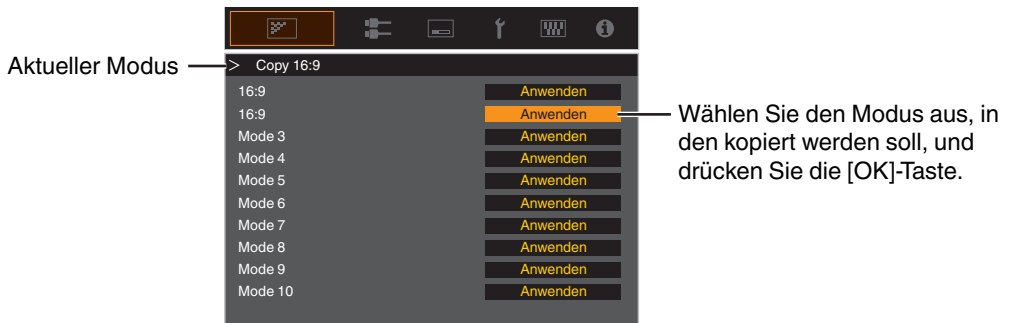 Aktueller Modus
> Copy 16:9
16:9 Anwenden
16:9 Anwenden
Mode 3 Anwenden
Mode 4 Anwenden
Mode 5 Anwenden
Mode 6 Anwenden
Mode 7 Anwenden
Mode 8 Anwenden
Mode 9 Anwenden
Mode 10 Anwenden
Wählen Sie den Modus aus, in
den kopiert werden soll, und
drücken Sie die [OK]-Taste.